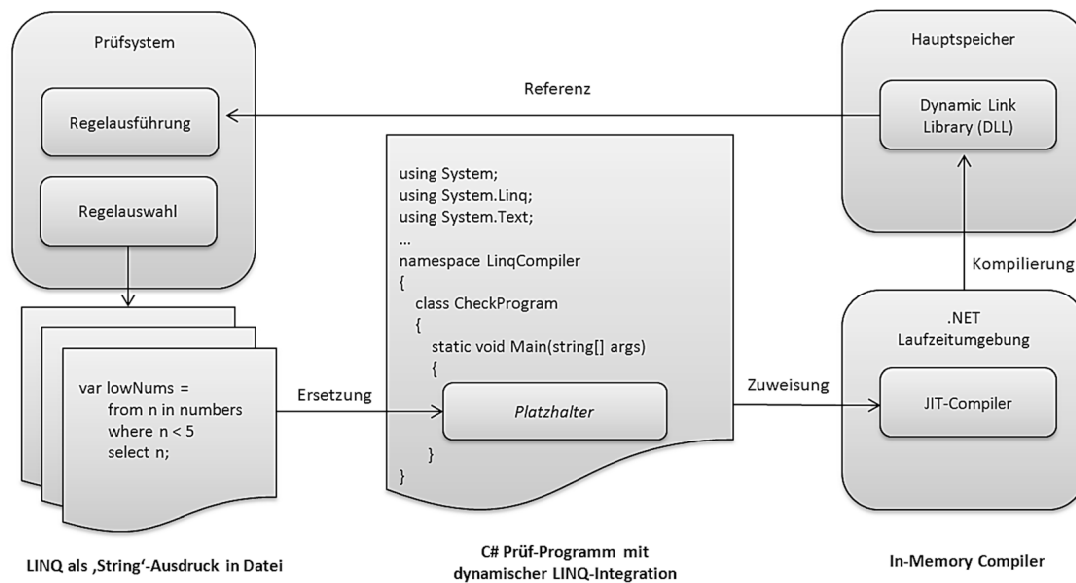 Prüfsystem
Regelausführung
Regelauswahl
Referenz
Hauptspeicher
Dynamic Link
Library (DLL)
Kompilierung
var lowNums =
from n in numbers
where n < 5
select n;
Ersetzung
using System;
using System.Linq;
using System.Text;
...
namespace LinqCompiler
{
class CheckProgram
{
static void Main(string[] args)
{
Platzhalter
}
}
Zuweisung
.NET
Laufzeitumgebung
JIT-Compiler
LINQ als ‚String‘-Ausdruck in Datei
C# Prüf-Programm mit
dynamischer LINQ-Integration
In-Memory Compiler